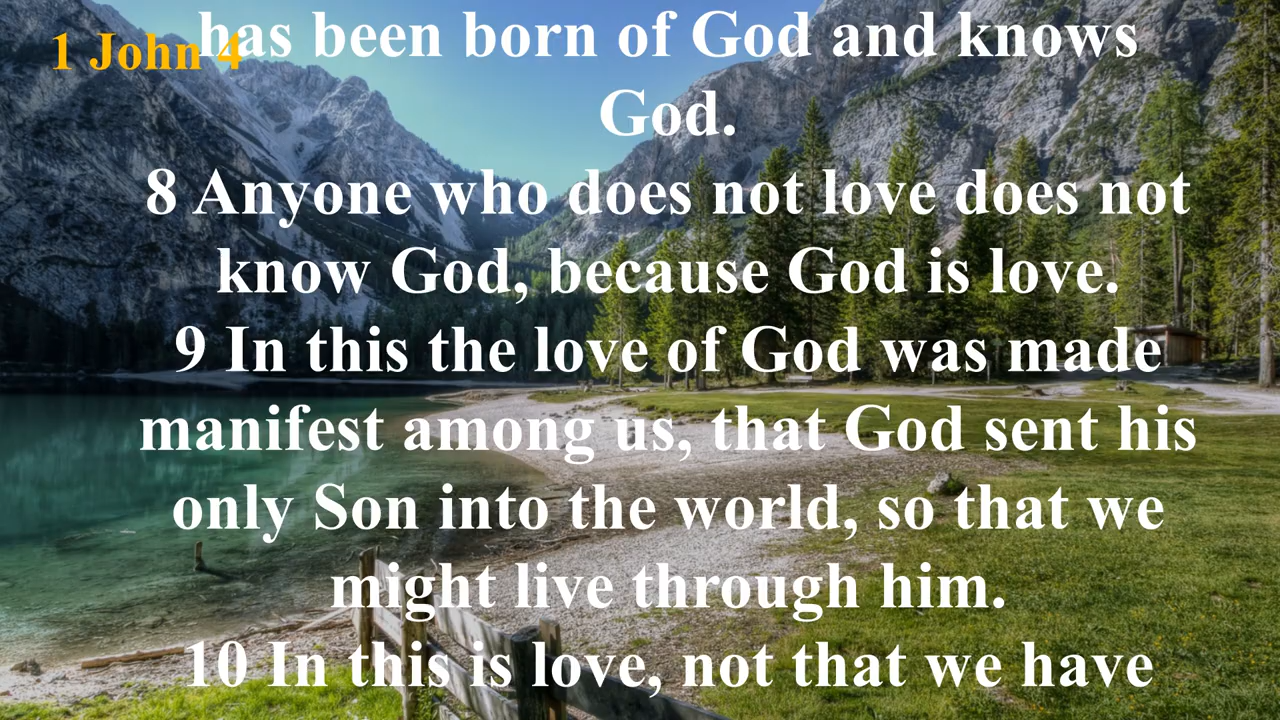 1 John 4
has been born of God and knows
God.
8 Anyone who does not love does not
know God, because God is love.
9 In this the love of God was made
manifest among us, that God sent his
only Son into the world, so that we
might live through him.
10 In this is love, not that we have